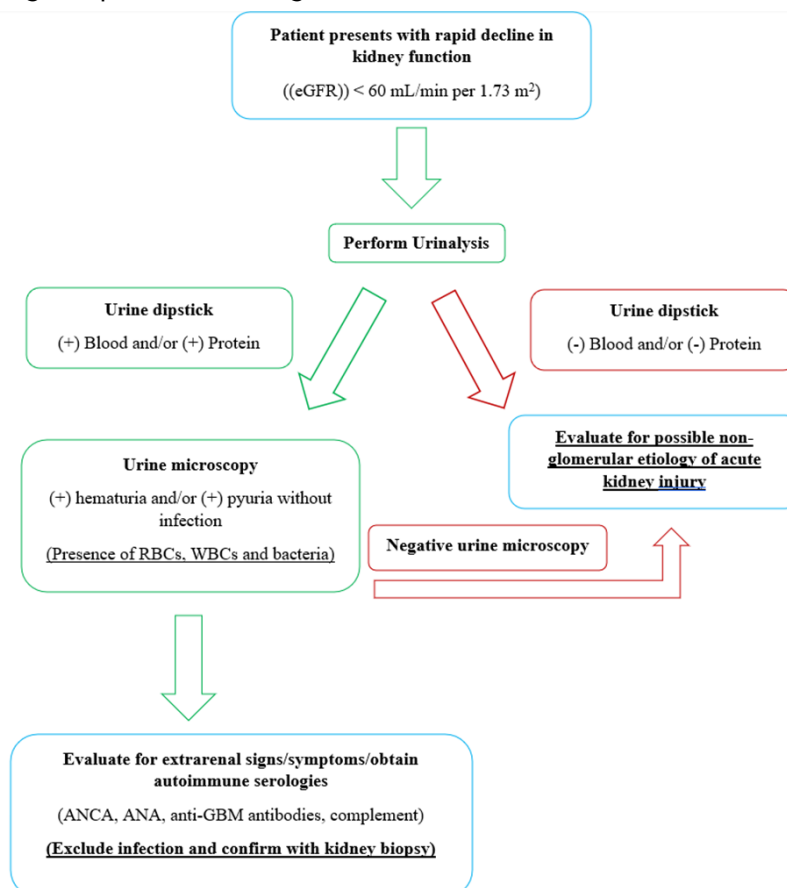 Patient presents with rapid decline in
kidney function
((eGFR)) < 60 mL/min per 1.73 m²)
Perform Urinalysis
Urine dipstick
(+) Blood and/or (+) Protein
Urine dipstick
(-) Blood and/or (-) Protein
Urine microscopy
(+) hematuria and/or (+) pyuria without
infection
(Presence of RBCs, WBCs and bacteria)
Evaluate for possible non-
glomerular etiology of acute
kidney injury
Negative urine microscopy
Evaluate for extrarenal signs/symptoms/obtain
autoimmune serologies
(ANCA, ANA, anti-GBM antibodies, complement)
(Exclude infection and confirm with kidney biopsy)